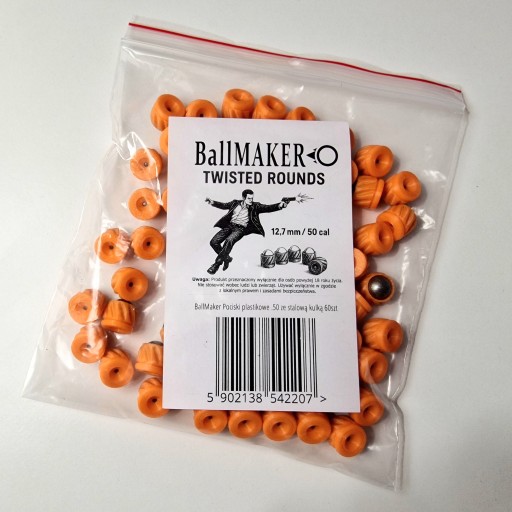 BallMAKER
TWISTED ROUNDS
12,7 mm / 50 cal
Uwaga: Produkt przeznaczony wyłącznie dla osób powyżej 18 roku życia.
Nie stosować wobec ludzi lub zwierząt. Używać wyłącznie w zgodzie
z lokalnym prawem i zasadami bezpieczeństwa.
BallMaker Pociski plastikowe .50 ze stalową kulką 60szt
5 902138 542207 >